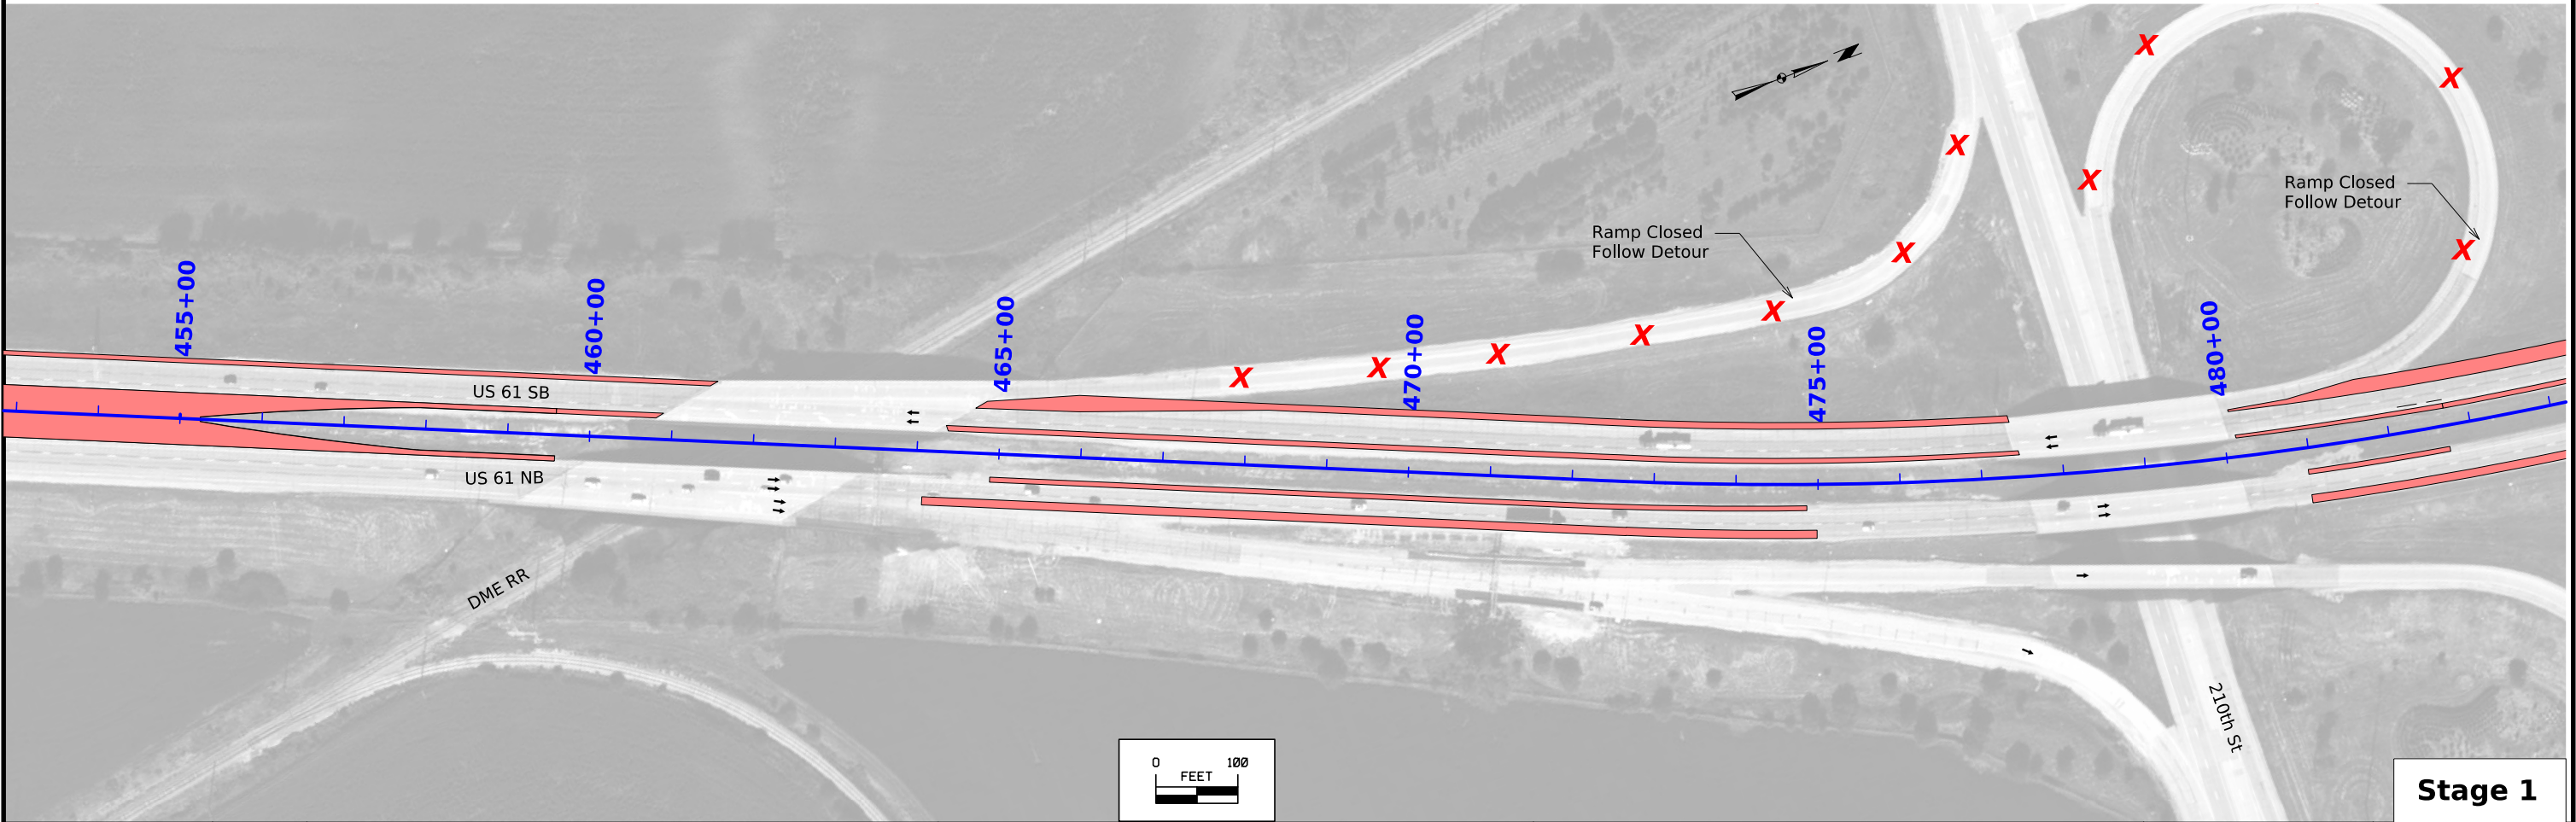 Ramp Closed
Follow Detour
Ramp Closed
Follow Detour
455+00
460+00
465+00
470+00
475+00
480+00
US 61 SB
US 61 NB
DME RR
210th St
0 100
FEET
Stage 1
X
X
X
X
X
X
X
X
X
X
X